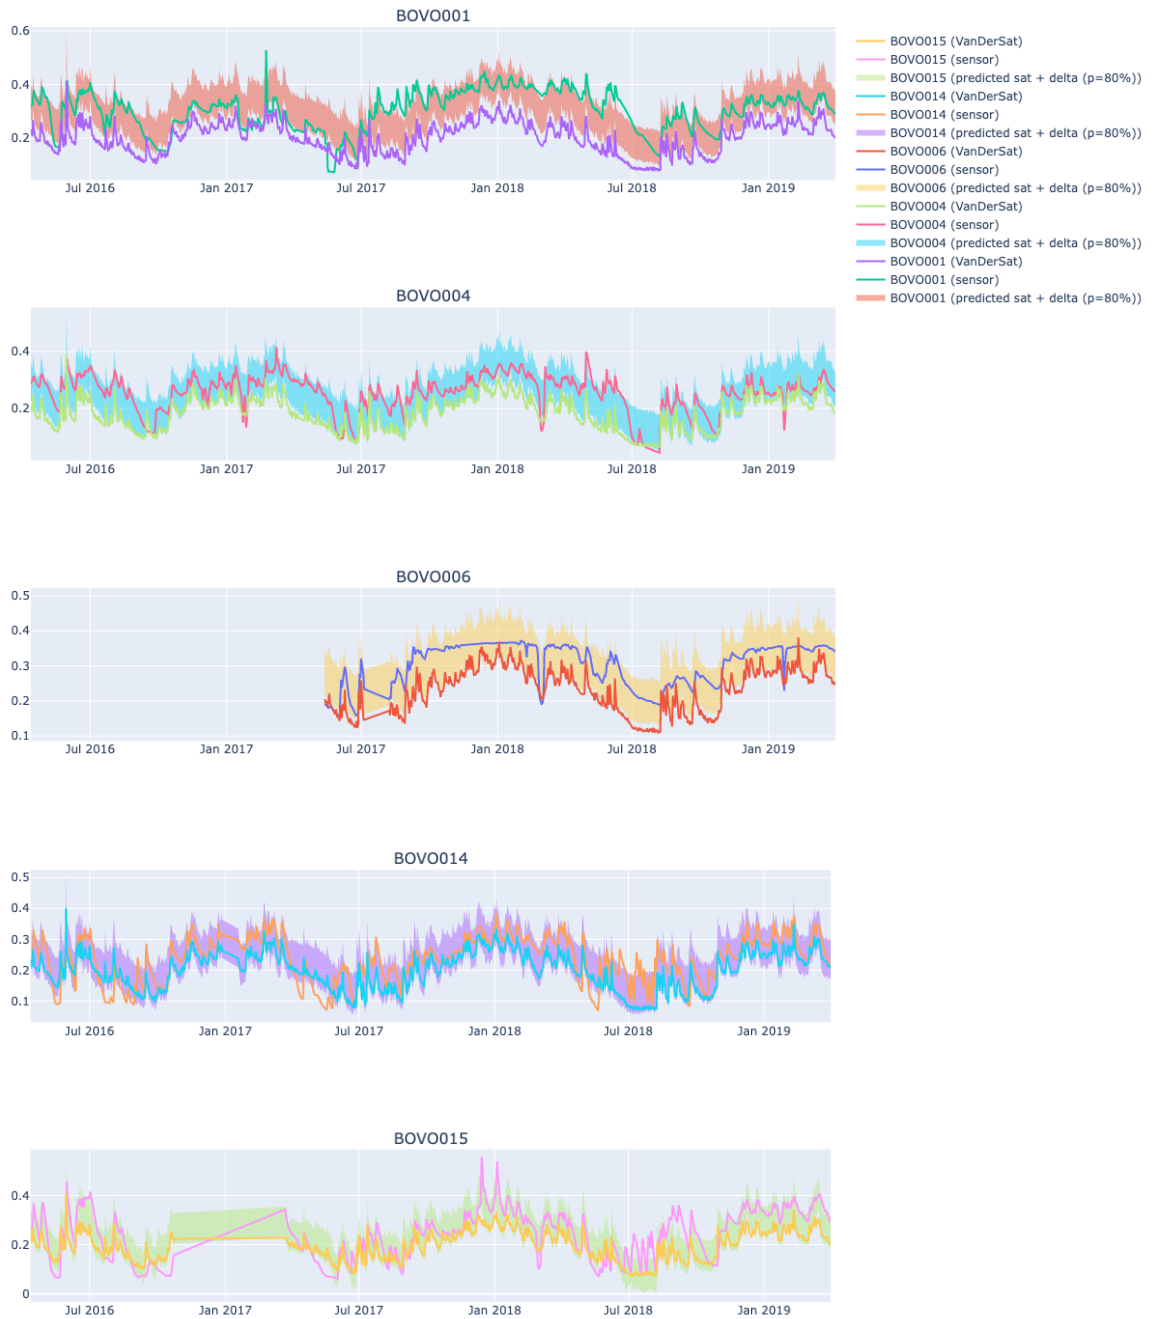 BOVO001
0.6
0.4
0.2
Jul 2016 Jan 2017 Jul 2017 Jan 2018 Jul 2018 Jan 2019
BOVO015 (VanDerSat)
BOVO015 (sensor)
BOVO015 (predicted sat + delta (p=80%))
BOVO014 (VanDerSat)
BOVO014 (sensor)
BOVO014 (predicted sat + delta (p=80%))
BOVO006 (VanDerSat)
BOVO006 (sensor)
BOVO006 (predicted sat + delta (p=80%))
BOVO004 (VanDerSat)
BOVO004 (sensor)
BOVO004 (predicted sat + delta (p=80%))
BOVO001 (VanDerSat)
BOVO001 (sensor)
BOVO001 (predicted sat + delta (p=80%))
BOVO004
0.4
0.2
Jul 2016 Jan 2017 Jul 2017 Jan 2018 Jul 2018 Jan 2019
BOVO006
0.5
0.4
0.3
0.2
0.1
Jul 2016 Jan 2017 Jul 2017 Jan 2018 Jul 2018 Jan 2019
BOVO014
0.5
0.4
0.3
0.2
0.1
Jul 2016 Jan 2017 Jul 2017 Jan 2018 Jul 2018 Jan 2019
BOVO015
0.4
0.2
0
Jul 2016 Jan 2017 Jul 2017 Jan 2018 Jul 2018 Jan 2019